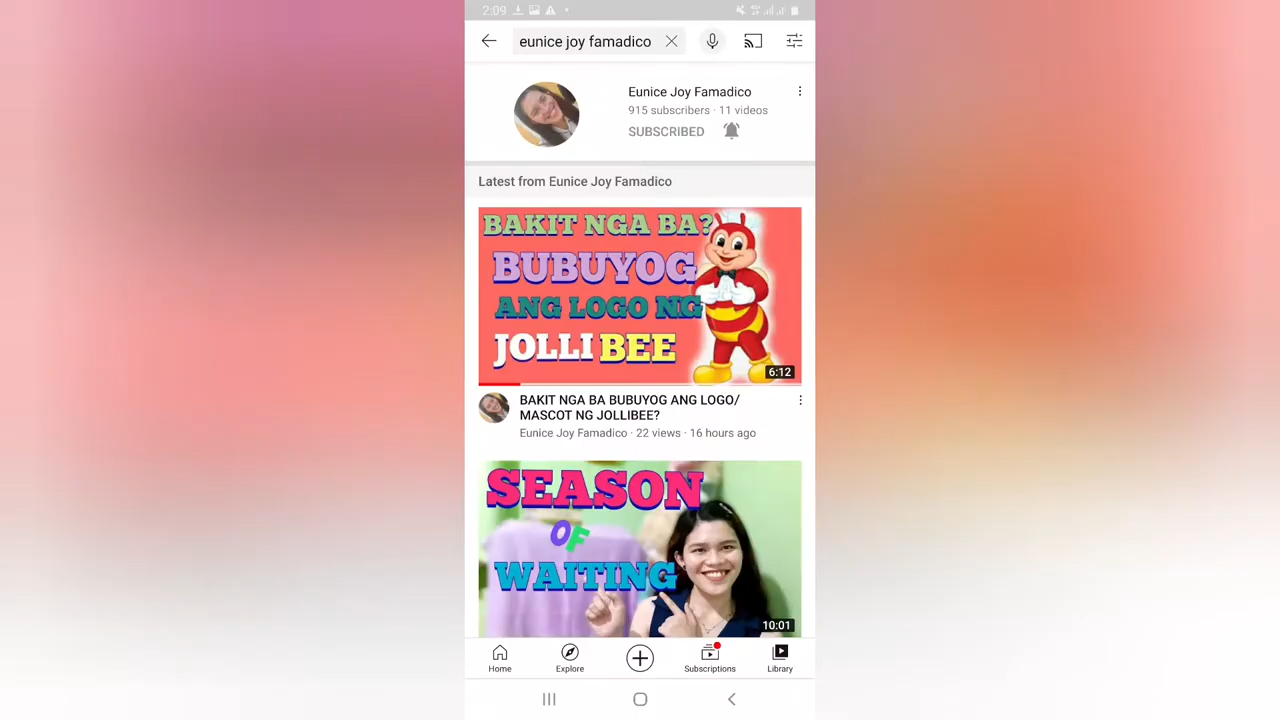 2:09
eunice joy famadico
Eunice Joy Famadico
915 subscribers · 11 videos
SUBSCRIBED
Latest from Eunice Joy Famadico
BAKIT NGA BA?
BUBUYOG
ANG LOGO NG
JOLLIBEE
6:12
BAKIT NGA BA BUBUYOG ANG LOGO/
MASCOT NG JOLLIBEE?
Eunice Joy Famadico · 22 views · 16 hours ago
SEASON
OF
WAITING
10:01
Home
Explore
Subscriptions
Library